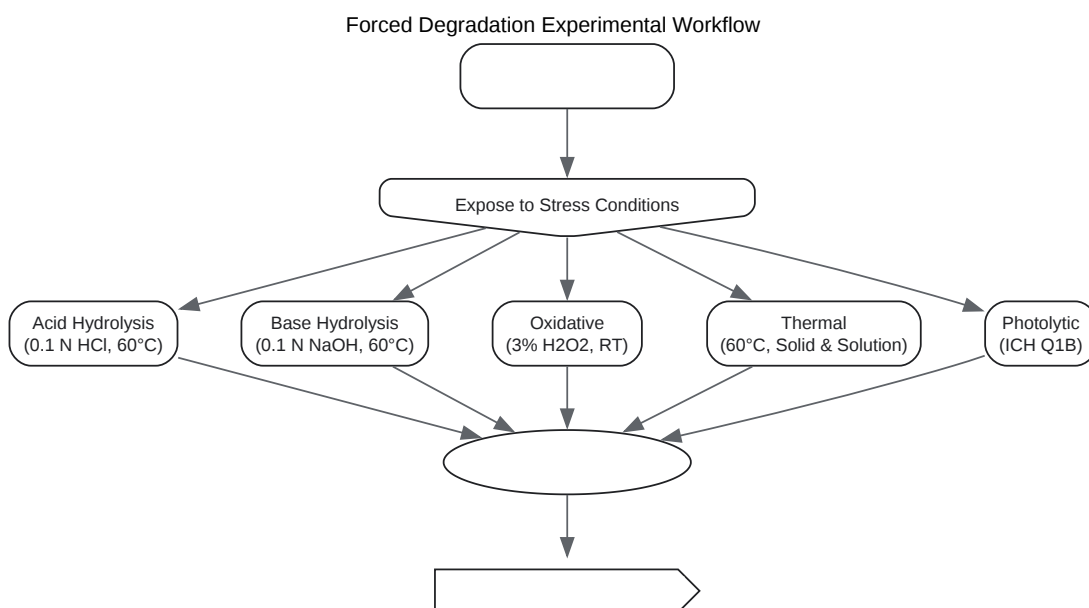 Forced Degradation Experimental Workflow
Expose to Stress Conditions
Acid Hydrolysis
(0.1 N HCl, 60°C)
Base Hydrolysis
(0.1 N NaOH, 60°C)
Oxidative
(3% H2O2, RT)
Thermal
(60°C, Solid & Solution)
Photolytic
(ICH Q1B)